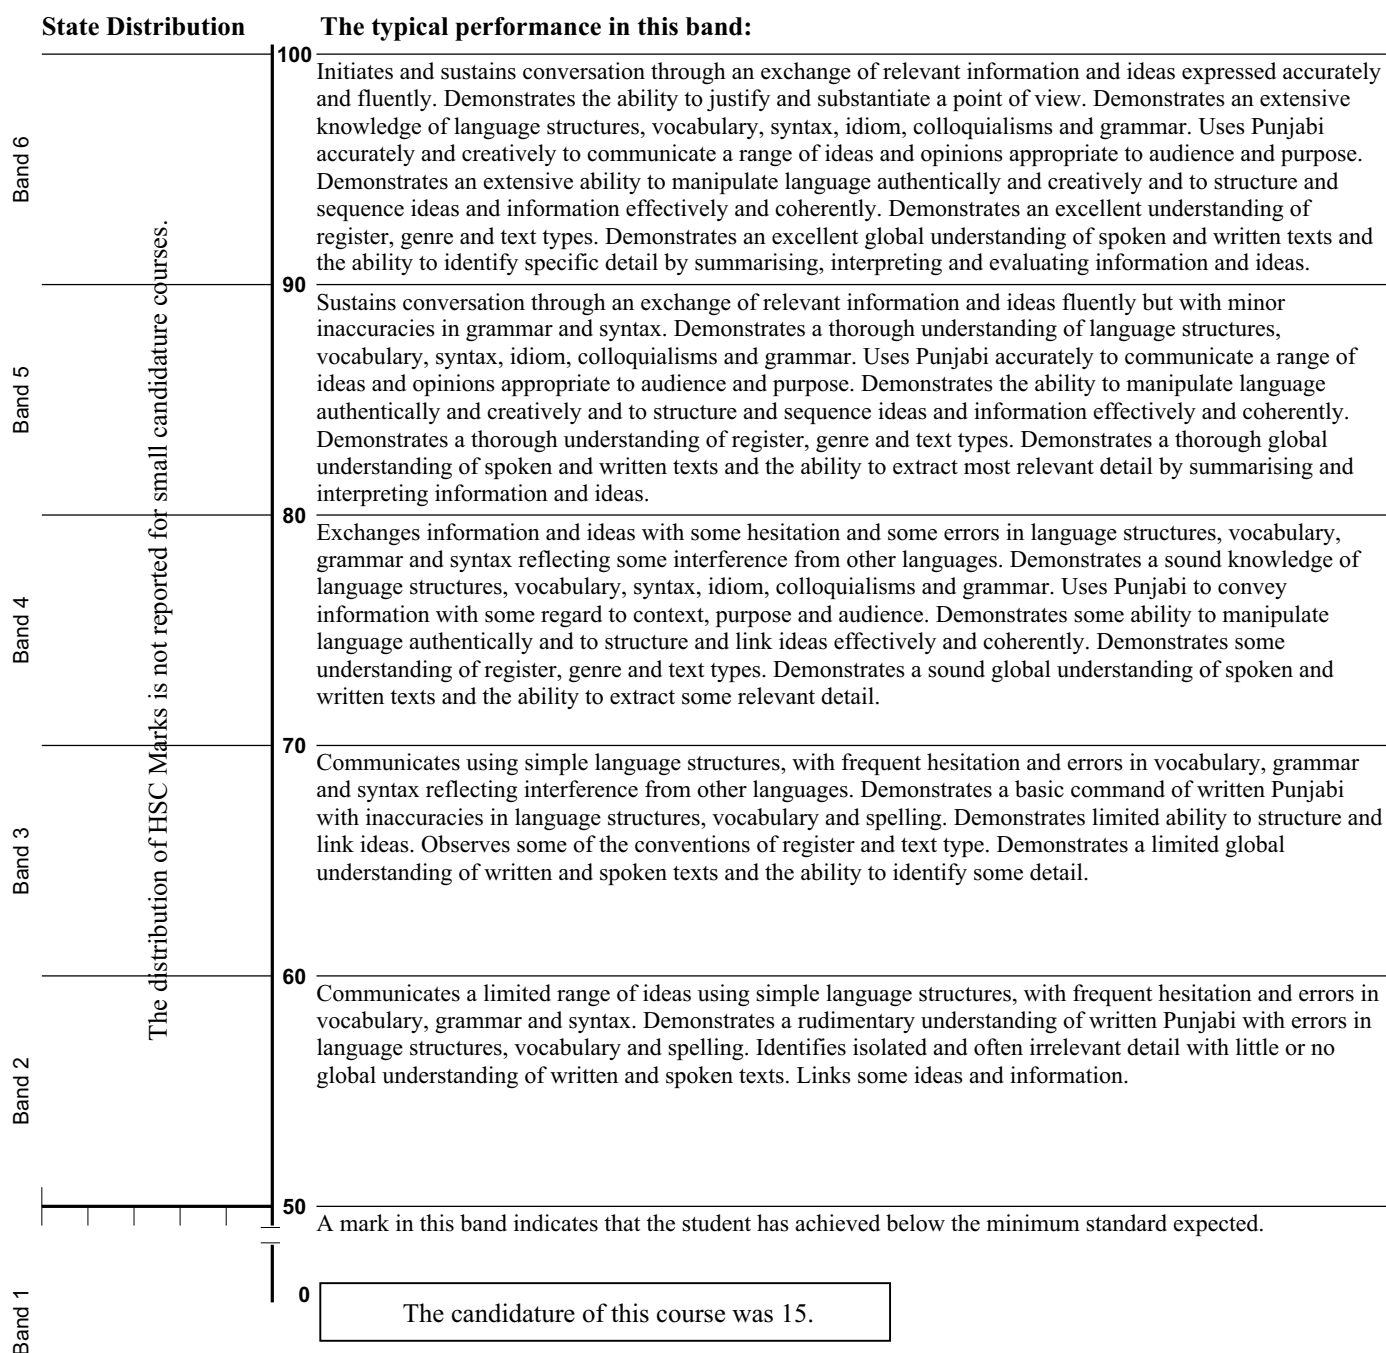 State Distribution
The typical performance in this band:
100
Band 6
Initiates and sustains conversation through an exchange of relevant information and ideas expressed accurately
and fluently. Demonstrates the ability to justify and substantiate a point of view. Demonstrates an extensive
knowledge of language structures, vocabulary, syntax, idiom, colloquialisms and grammar. Uses Punjabi
accurately and creatively to communicate a range of ideas and opinions appropriate to audience and purpose.
Demonstrates an extensive ability to manipulate language authentically and creatively and to structure and
sequence ideas and information effectively and coherently. Demonstrates an excellent understanding of
register, genre and text types. Demonstrates an excellent global understanding of spoken and written texts and
the ability to identify specific detail by summarising, interpreting and evaluating information and ideas.
90
Band 5
Sustains conversation through an exchange of relevant information and ideas fluently but with minor
inaccuracies in grammar and syntax. Demonstrates a thorough understanding of language structures,
vocabulary, syntax, idiom, colloquialisms and grammar. Uses Punjabi accurately to communicate a range of
ideas and opinions appropriate to audience and purpose. Demonstrates the ability to manipulate language
authentically and creatively and to structure and sequence ideas and information effectively and coherently.
Demonstrates a thorough understanding of register, genre and text types. Demonstrates a thorough global
understanding of spoken and written texts and the ability to extract most relevant detail by summarising and
interpreting information and ideas.
80
Band 4
Exchanges information and ideas with some hesitation and some errors in language structures, vocabulary,
grammar and syntax reflecting some interference from other languages. Demonstrates a sound knowledge of
language structures, vocabulary, syntax, idiom, colloquialisms and grammar. Uses Punjabi to convey
information with some regard to context, purpose and audience. Demonstrates some ability to manipulate
language authentically and to structure and link ideas effectively and coherently. Demonstrates some
understanding of register, genre and text types. Demonstrates a sound global understanding of spoken and
written texts and the ability to extract some relevant detail.
70
Band 3
Communicates using simple language structures, with frequent hesitation and errors in vocabulary, grammar
and syntax reflecting interference from other languages. Demonstrates a basic command of written Punjabi
with inaccuracies in language structures, vocabulary and spelling. Demonstrates limited ability to structure and
link ideas. Observes some of the conventions of register and text type. Demonstrates a limited global
understanding of written and spoken texts and the ability to identify some detail.
60
Band 2
Communicates a limited range of ideas using simple language structures, with frequent hesitation and errors in
vocabulary, grammar and syntax. Demonstrates a rudimentary understanding of written Punjabi with errors in
language structures, vocabulary and spelling. Identifies isolated and often irrelevant detail with little or no
global understanding of written and spoken texts. Links some ideas and information.
The distribution of HSC Marks is not reported for small candidature courses.
50
A mark in this band indicates that the student has achieved below the minimum standard expected.
0
Band 1
The candidature of this course was 15.